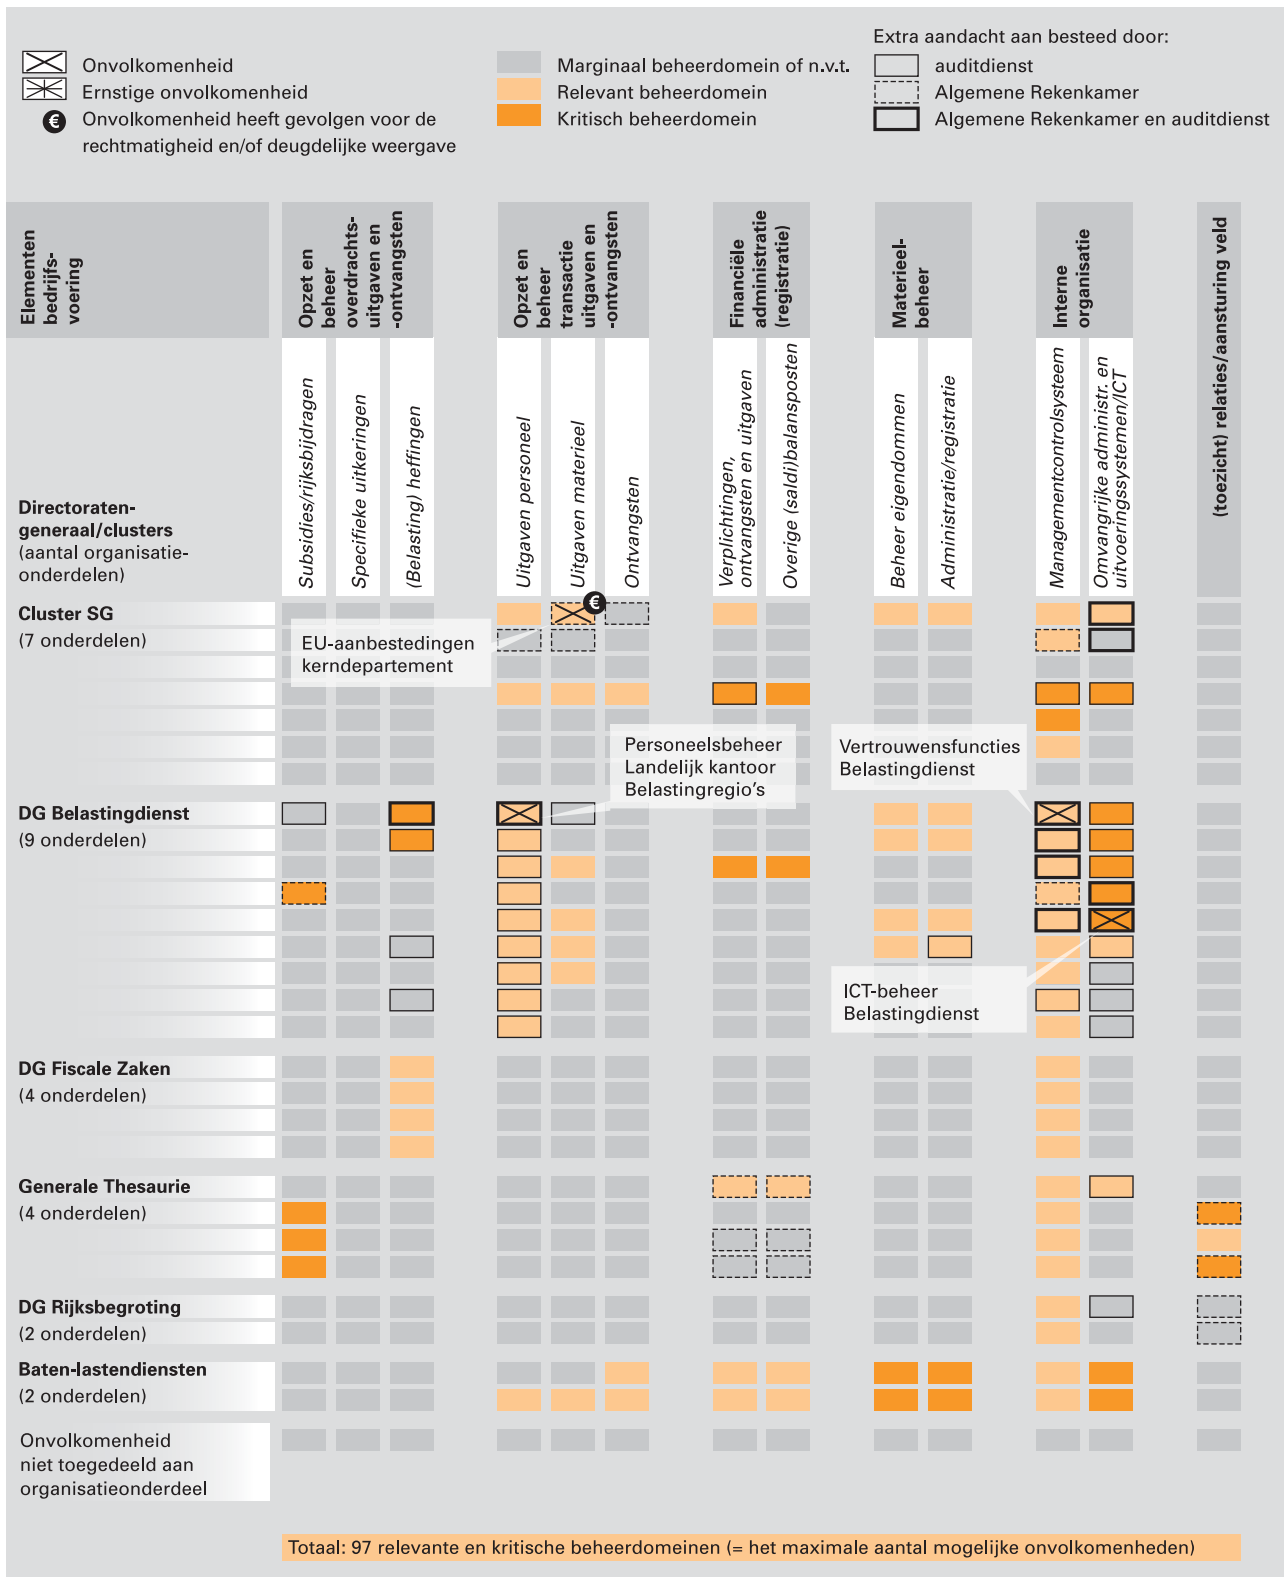 Onvolkomenheid
Ernstige onvolkomenheid
€ Onvolkomenheid heeft gevolgen voor de
rechtmatigheid en/of deugdelijke weergave
Marginaal beheerdomein of n.v.t.
Relevant beheerdomein
Kritisch beheerdomein
Extra aandacht aan besteed door:
auditdienst
Algemene Rekenkamer
Algemene Rekenkamer en auditdienst
Elementen
bedrijfs-
voering
Opzet en
beheer
overdrachts-
uitgaven en
-ontvangsten
Opzet en
beheer
transactie
uitgaven en
-ontvangsten
Financiële
administratie
(registratie)
Materieel-
beheer
Interne
organisatie
(toezicht) relaties/aansturing veld
Subsidies/rijksbijdragen
Specifieke uitkeringen
(Belasting) heffingen
Uitgaven personeel
Uitgaven materieel
Ontvangsten
Verplichtingen,
ontvangsten en uitgaven
Overige (saldi)balansposten
Beheer eigendommen
Administratie/registratie
Managementcontrolsysteem
Omvangrijke administr. en
uitvoeringssystemen/ICT
Directoraten-
generaal/clusters
(aantal organisatie-
onderdelen)
Cluster SG
(7 onderdelen)
€
EU-aanbestedingen
kerndepartement
Personeelsbeheer
Landelijk kantoor
Belastingregio's
Vertrouwensfuncties
Belastingdienst
DG Belastingdienst
(9 onderdelen)
ICT-beheer
Belastingdienst
DG Fiscale Zaken
(4 onderdelen)
Generale Thesaurie
(4 onderdelen)
DG Rijksbegroting
(2 onderdelen)
Baten-lastendiensten
(2 onderdelen)
Onvolkomenheid
niet toegedeeld aan
organisatieonderdeel
Totaal: 97 relevante en kritische beheerdomeinen (= het maximale aantal mogelijke onvolkomenheden)